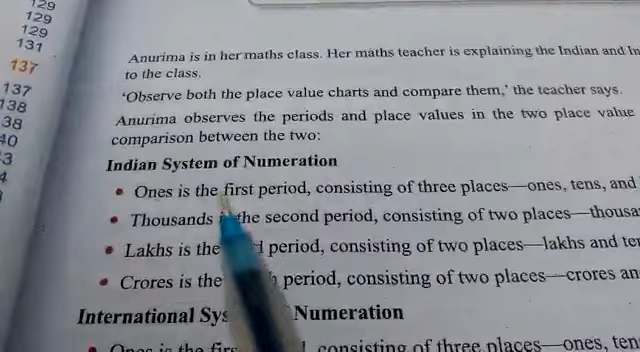 129
129
129
131
137
137
138
38
40
3
4
Anurima is in her maths class. Her maths teacher is explaining the Indian and In
to the class.
'Observe both the place value charts and compare them,' the teacher says.
Anurima observes the periods and place values in the two place value
comparison between the two:
Indian System of Numeration
• Ones is the first period, consisting of three places—ones, tens, and
• Thousands the second period, consisting of two places—thousa
• Lakhs is the period, consisting of two places—lakhs and ten
• Crores is the period, consisting of two places—crores an
International Sys Numeration
• Ones is the firs consisting of three places—ones, ten